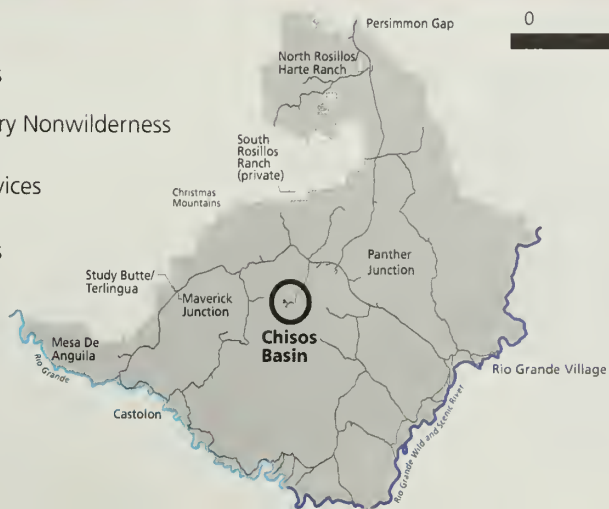 s
ry Nonwilderness
vices
s
0
Persimmon Gap
North Rosillos/
Harte Ranch
South
Rosillos
Ranch
(private)
Christmas
Mountains
Panther
Junction
Study Butte/
Terlingua
Maverick
Junction
Chisos
Basin
Mesa De
Anguila
Rio Grande
Rio Grande Village
Castolon
Rio Grande Wild and Scenic River